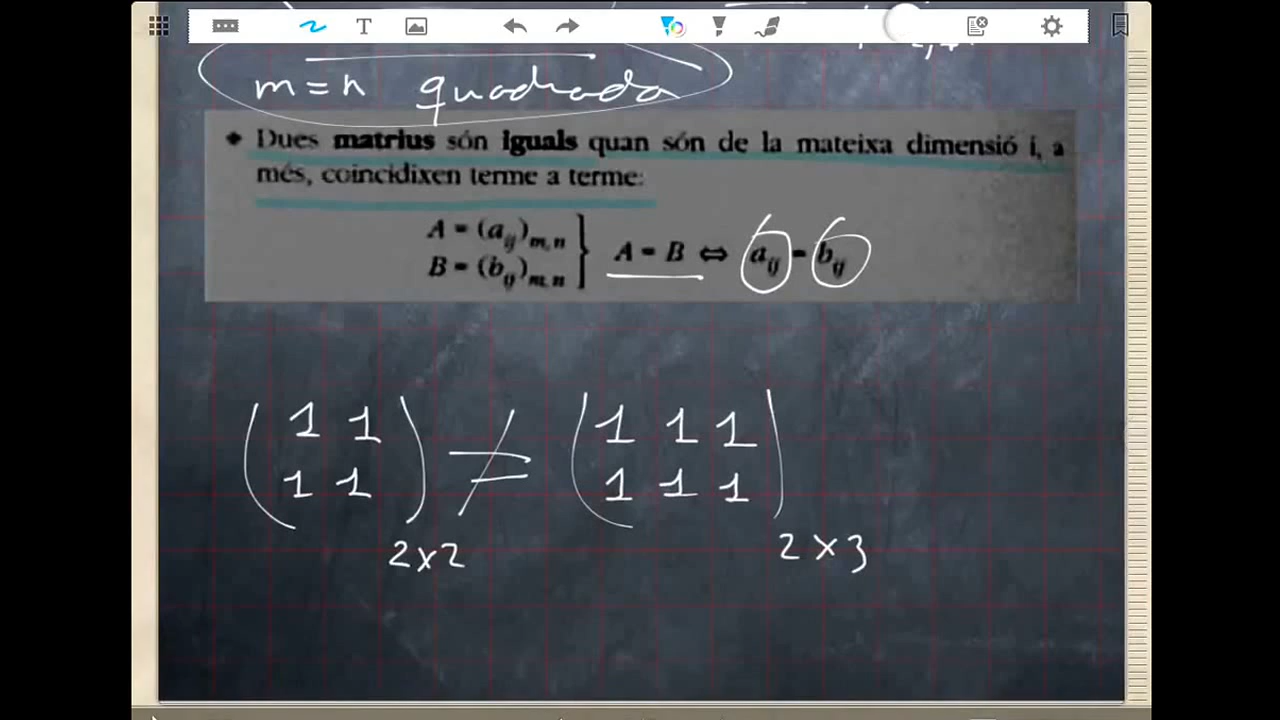 m = n quadrada
Dues matrius són iguals quan són de la mateixa dimensió i, a
més, coincidixen terme a terme:
A = (aij)m, n
B = (bij)m, n
A = B ⇔ aij = bij
( 1 1 ) ≠ ( 1 1 1 )
( 1 1 ) ( 1 1 1 )
2x2 2x3